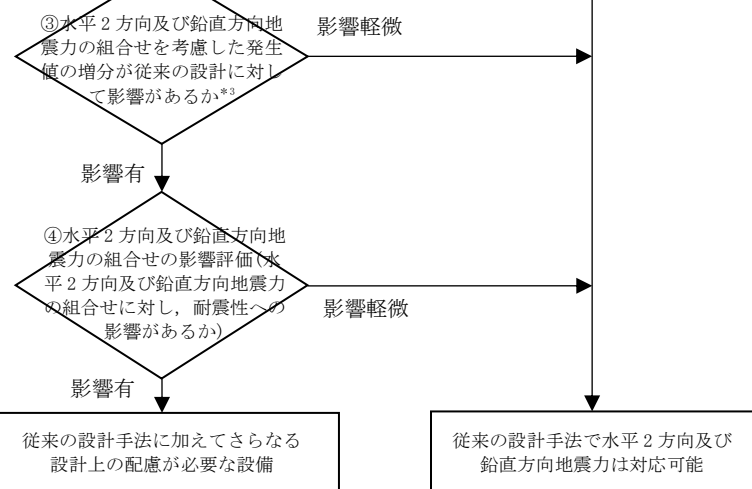 ③水平２方向及び鉛直方向地
震力の組合せを考慮した発生
値の増分が従来の設計に対し
て影響があるか*3
影響軽微
影響有
④水平２方向及び鉛直方向地
震力の組合せの影響評価(水
平２方向及び鉛直方向地震力
の組合せに対し，耐震性への
影響があるか)
影響軽微
影響有
従来の設計手法に加えてさらなる
設計上の配慮が必要な設備
従来の設計手法で水平２方向及び
鉛直方向地震力は対応可能